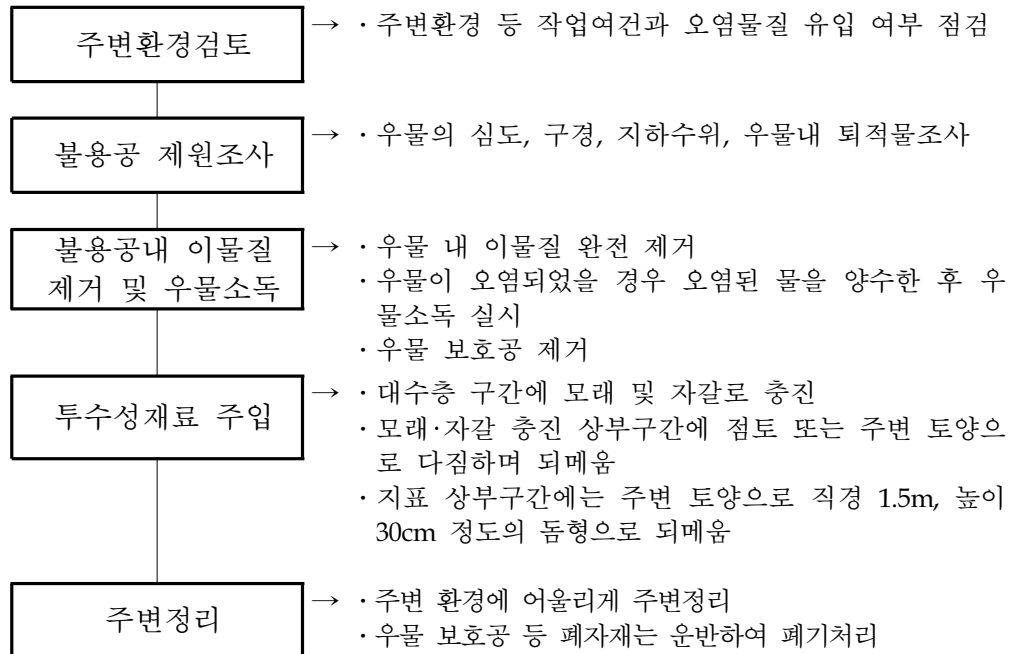 주변환경검토
→ ·주변환경 등 작업여건과 오염물질 유입 여부 점검
불용공 제원조사
→ ·우물의 심도, 구경, 지하수위, 우물내 퇴적물조사
불용공내 이물질
제거 및 우물소독
→ ·우물 내 이물질 완전 제거
·우물이 오염되었을 경우 오염된 물을 양수한 후 우
물소독 실시
·우물 보호공 제거
투수성재료 주입
→ ·대수층 구간에 모래 및 자갈로 충진
·모래·자갈 충진 상부구간에 점토 또는 주변 토양으
로 다짐하며 되메움
·지표 상부구간에는 주변 토양으로 직경 1.5m, 높이
30cm 정도의 돔형으로 되메움
주변정리
→ ·주변 환경에 어울리게 주변정리
·우물 보호공 등 폐자재는 운반하여 폐기처리